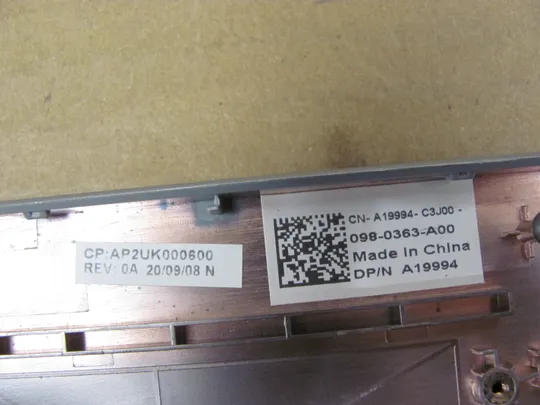 CP:AP2UK000600
REV: 0A 20/09/08 N
CN- A19994- C3J00 -
098-0363-A00
Made in China
DP/N A19994